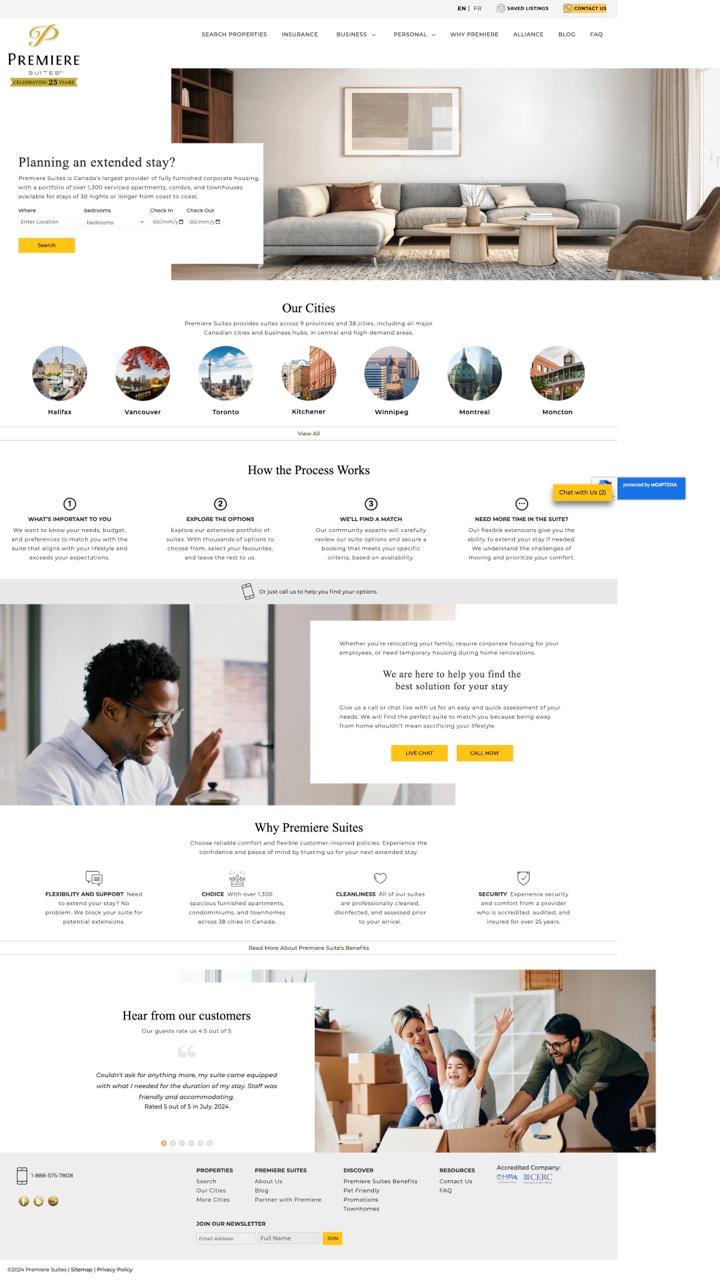 EN | FR
SAVED LISTINGS
CONTACT US
PREMIERE
SUITES
CELEBRATING 25 YEARS
SEARCH PROPERTIES
INSURANCE
BUSINESS
PERSONAL
WHY PREMIERE
ALLIANCE
BLOG
FAQ
Planning an extended stay?
Premiere Suites is Canada's largest provider of fully furnished corporate housing,
with a portfolio of over 1,300 serviced apartments, condos, and townhouses
available for stays of 30 nights or longer from coast to coast.
Where
bedrooms
Check In
Check Out
Enter Location
bedrooms
dd/mm/y
dd/mm/y
Search
Our Cities
Premiere Suites provides suites across 9 provinces and 38 cities, including all major
Canadian cities and business hubs, in central and high-demand areas.
Halifax
Vancouver
Toronto
Kitchener
Winnipeg
Montreal
Moncton
View All
How the Process Works
protected by reCAPTCHA
Chat with Us (2)
1
WHAT'S IMPORTANT TO YOU
We want to know your needs, budget,
and preferences to match you with the
suite that aligns with your lifestyle and
exceeds your expectations.
2
EXPLORE THE OPTIONS
Explore our extensive portfolio of
suites. With thousands of options to
choose from, select your favourites,
and leave the rest to us.
3
WE'LL FIND A MATCH
Our community experts will carefully
review our suite options and secure a
booking that meets your specific
criteria, based on availability.
NEED MORE TIME IN THE SUITE?
Our flexible extensions give you the
ability to extend your stay if needed.
We understand the challenges of
moving and prioritize your comfort.
Or just call us to help you find your options
Whether you're relocating your family, require corporate housing for your
employees, or need temporary housing during home renovations.
We are here to help you find the
best solution for your stay
Give us a call or chat live with us for an easy and quick assessment of your
needs. We will find the perfect suite to match you because being away
from home shouldn't mean sacrificing your lifestyle.
LIVE CHAT
CALL NOW
Why Premiere Suites
Choose reliable comfort and flexible customer-inspired policies. Experience the
confidence and peace of mind by trusting us for your next extended stay.
FLEXIBILITY AND SUPPORT Need
to extend your stay? No
problem. We block your suite for
potential extensions.
CHOICE With over 1,300
spacious furnished apartments,
condominiums, and townhomes
across 38 cities in Canada.
CLEANLINESS All of our suites
are professionally cleaned,
disinfected, and assessed prior
to your arrival.
SECURITY Experience security
and comfort from a provider
who is accredited, audited, and
insured for over 25 years.
Read More About Premiere Suite's Benefits
Hear from our customers
Our guests rate us 4.5 out of 5
Couldn't ask for anything more, my suite came equipped
with what I needed for the duration of my stay. Staff was
friendly and accommodating.
Rated 5 out of 5 in July, 2024
1-888-575-7808
PROPERTIES
Search
Our Cities
More Cities
PREMIERE SUITES
About Us
Blog
Partner with Premiere
DISCOVER
Premiere Suites Benefits
Pet Friendly
Promotions
Townhomes
RESOURCES
Contact Us
FAQ
Accredited Company:
CHPA
CERC
JOIN OUR NEWSLETTER
Email Address
Full Name
JOIN
©2024 Premiere Suites | Sitemap | Privacy Policy